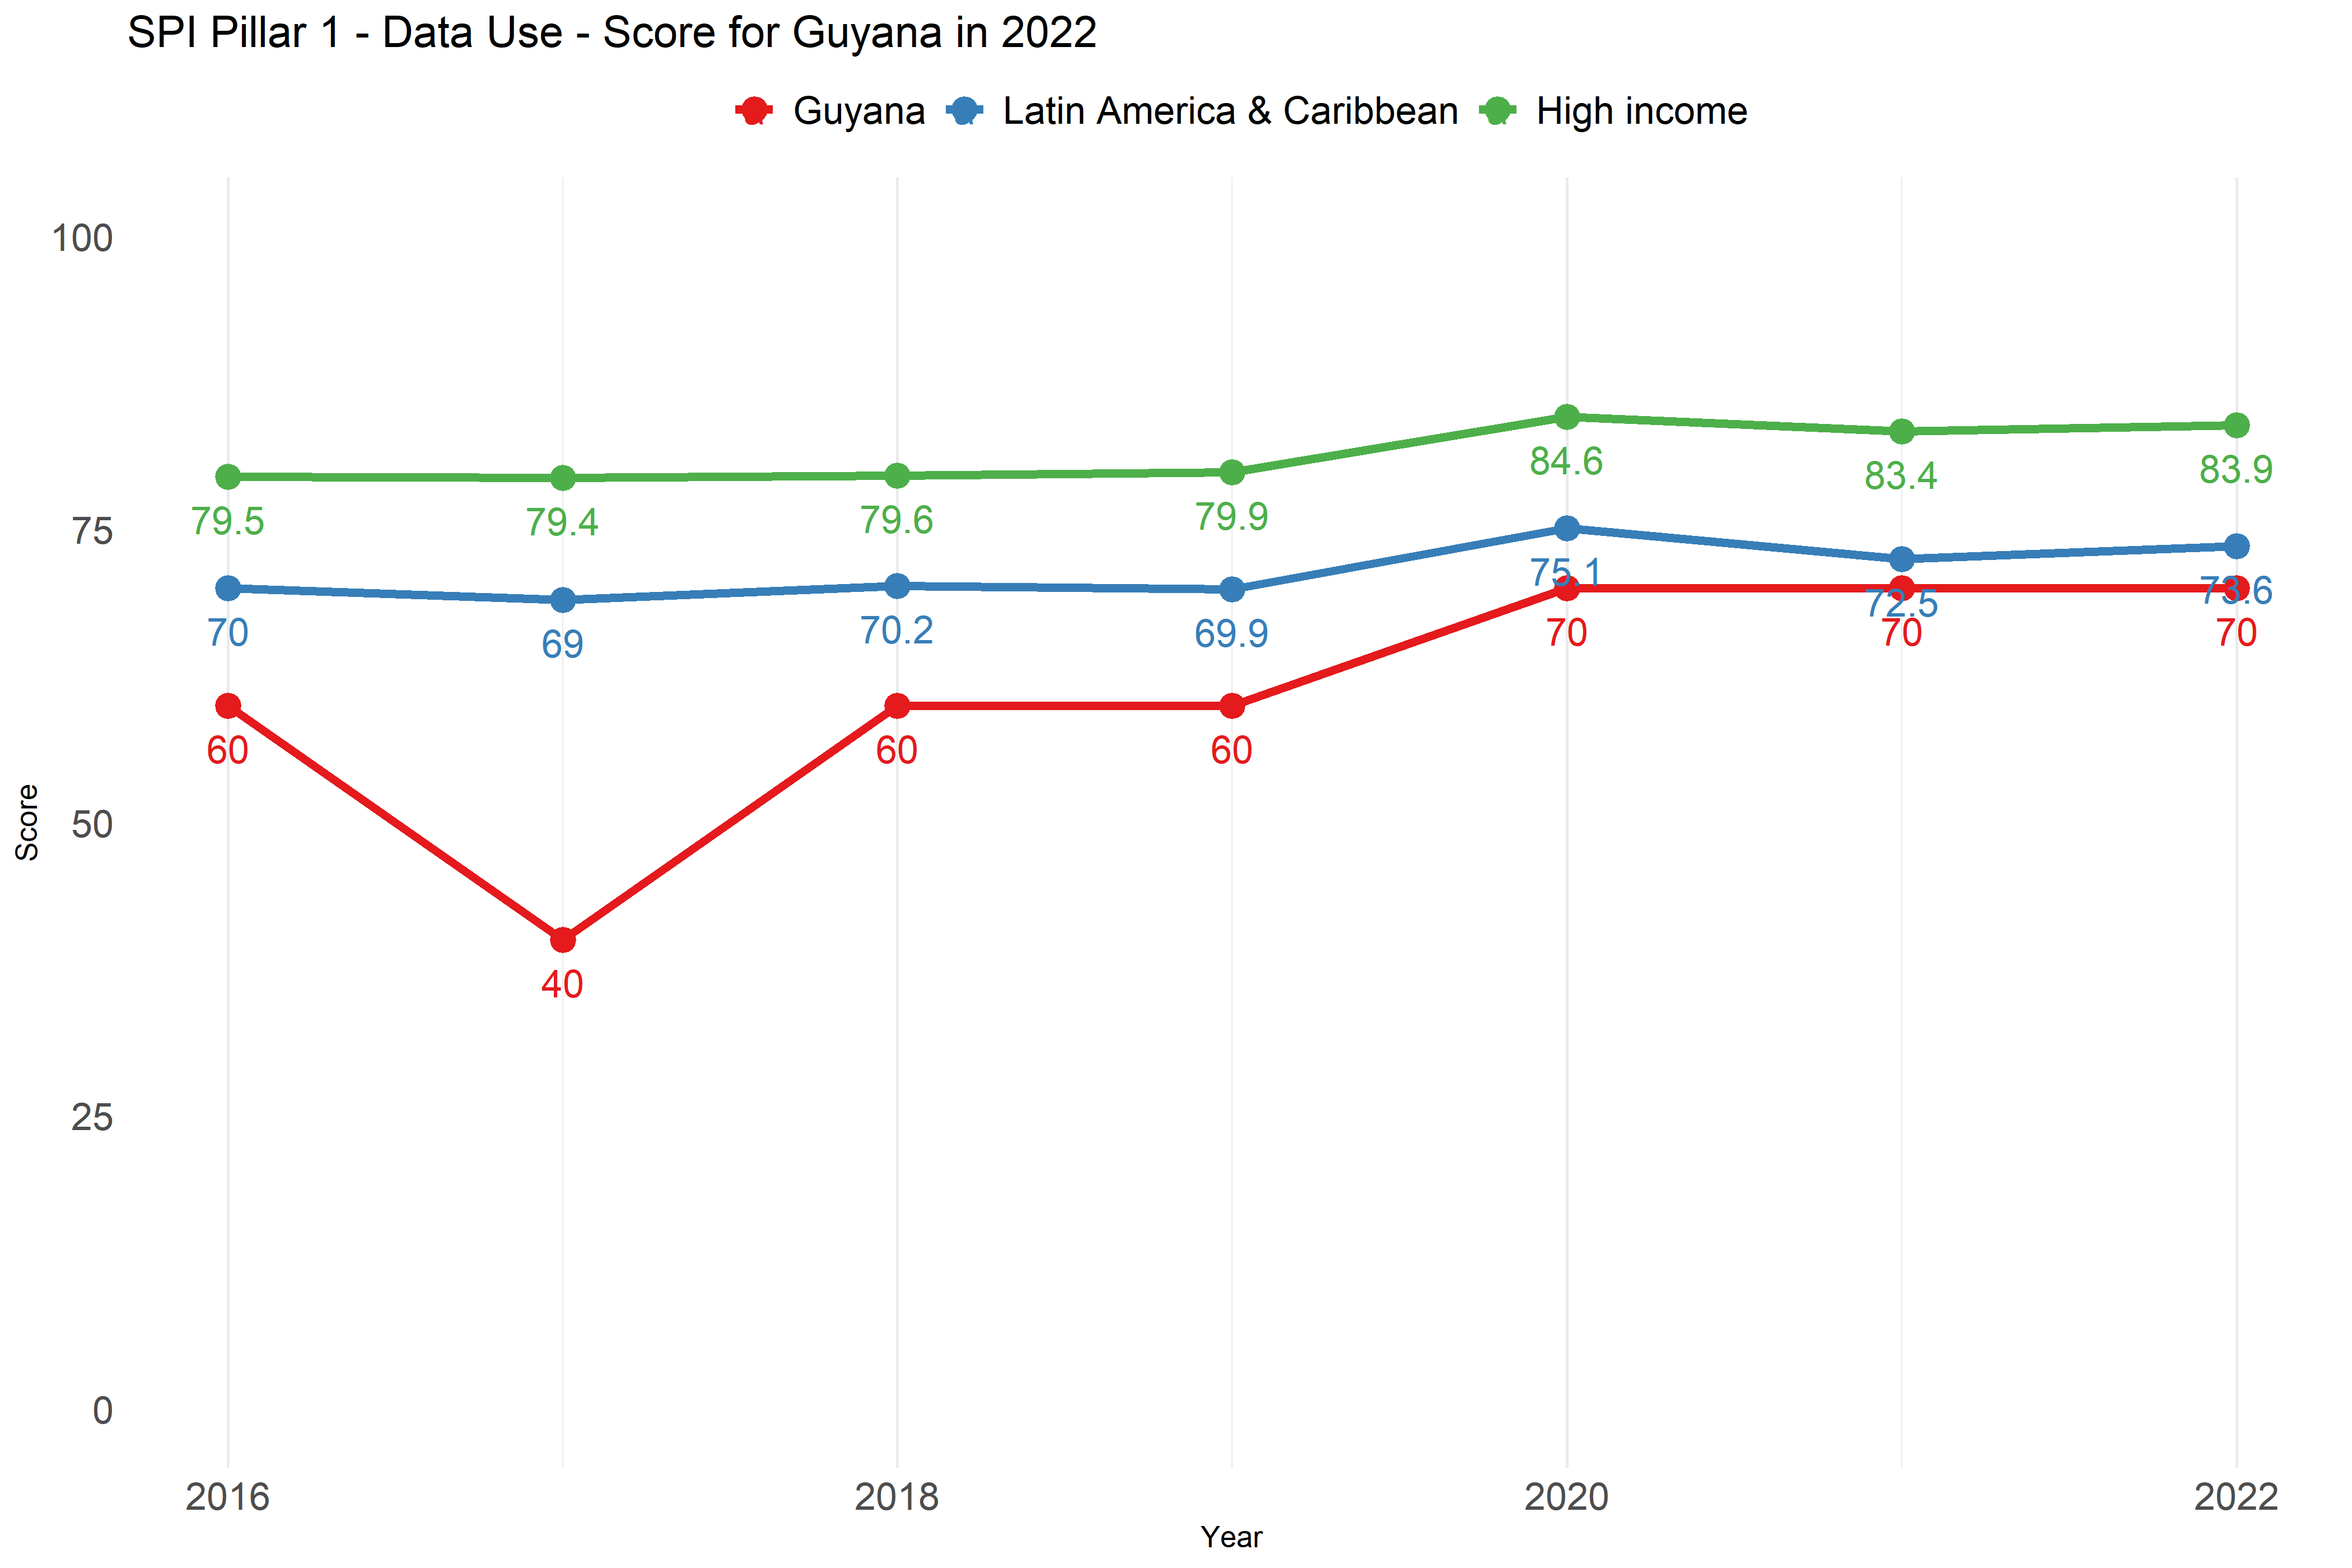 SPI Pillar 1 - Data Use - Score for Guyana in 2022
Guyana Latin America & Caribbean High income
100
75
50
25
0
Score
79.5 79.4 79.6 79.9 84.6 83.4 83.9
70 69 70.2 69.9 75.1 72.5 73.6
60 40 60 60 70 70 70
2016 2018 2020 2022
Year